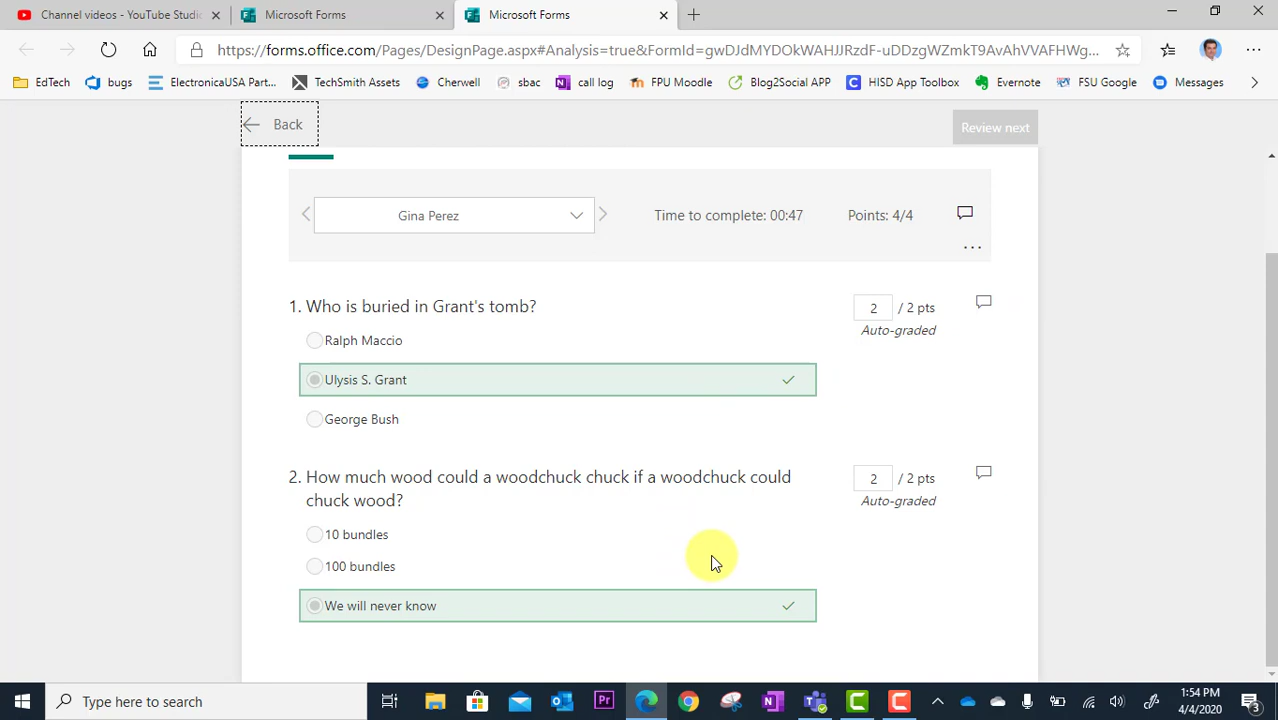 Channel videos - YouTube Studi
Microsoft Forms
Microsoft Forms
https://forms.office.com/Pages/DesignPage.aspx#Analysis=true&FormId=gwDJdMYDOkWAHJJRzdF-uDDzgWZmkT9AvAhVVAFHWg...
EdTech
bugs
ElectronicaUSA Part...
TechSmith Assets
Cherwell
sbac
call log
FPU Moodle
Blog2Social APP
HISD App Toolbox
Evernote
FSU Google
Messages
Back
Review next
Gina Perez
Time to complete: 00:47
Points: 4/4
1. Who is buried in Grant's tomb?
2 / 2 pts
Auto-graded
Ralph Maccio
Ulysis S. Grant
George Bush
2. How much wood could a woodchuck chuck if a woodchuck could
chuck wood?
2 / 2 pts
Auto-graded
10 bundles
100 bundles
We will never know
Type here to search
1:54 PM
4/4/2020